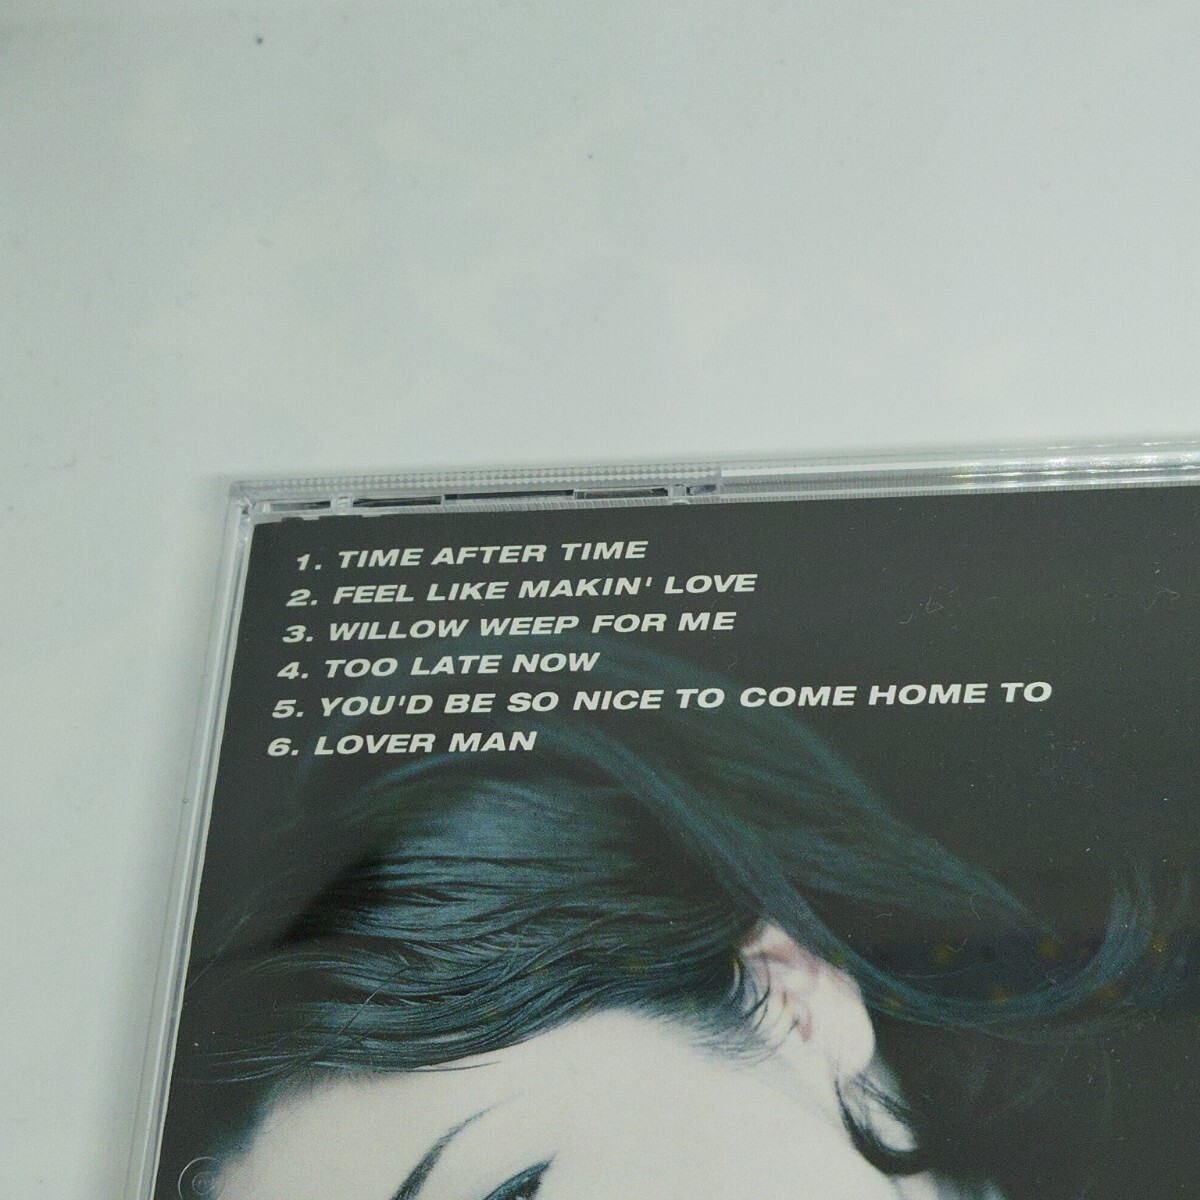 1. TIME AFTER TIME
2. FEEL LIKE MAKIN' LOVE
3. WILLOW WEEP FOR ME
4. TOO LATE NOW
5. YOU'D BE SO NICE TO COME HOME TO
6. LOVER MAN